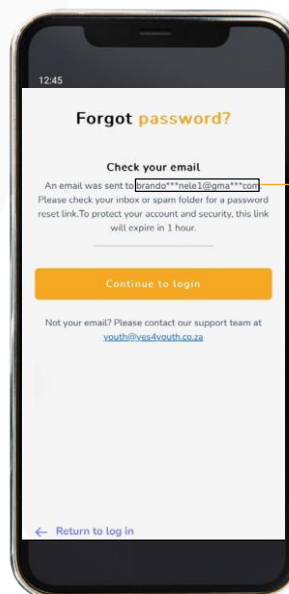 12:45
Forgot password?
Check your email
An email was sent to brando***nele1@gma***com.
Please check your inbox or spam folder for a password
reset link.To protect your account and security, this link
will expire in 1 hour.
Continue to login
Not your email? Please contact our support team at
youth@yes4youth.co.za
← Return to log in